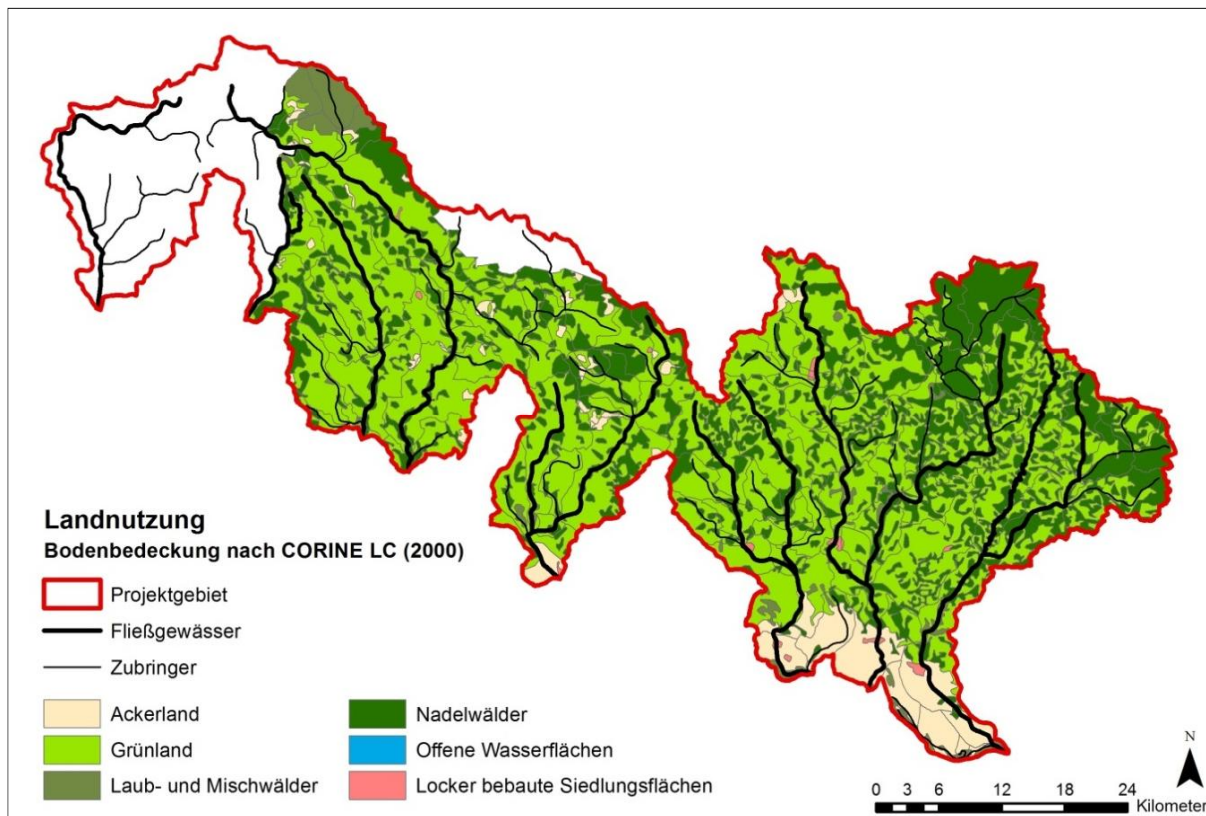 Landnutzung
Bodenbedeckung nach CORINE LC (2000)
Projektgebiet
Fließgewässer
Zubringer
Ackerland
Grünland
Laub- und Mischwälder
Nadelwälder
Offene Wasserflächen
Locker bebaute Siedlungsflächen
N
0 3 6 12 18 24
Kilometer